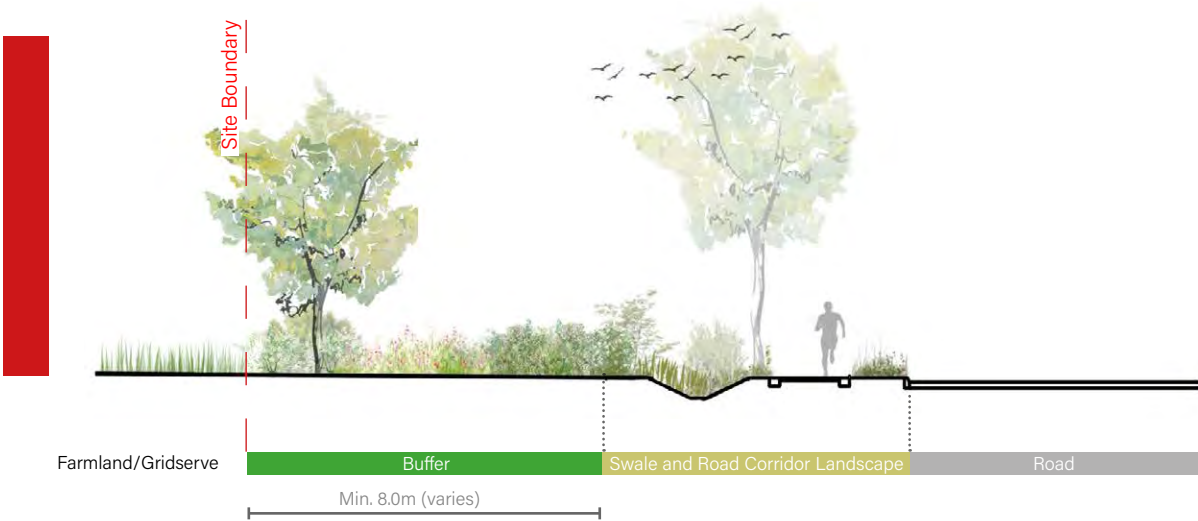 Site Boundary
Farmland/Gridserve
Buffer
Swale and Road Corridor Landscape
Road
Min. 8.0m (varies)